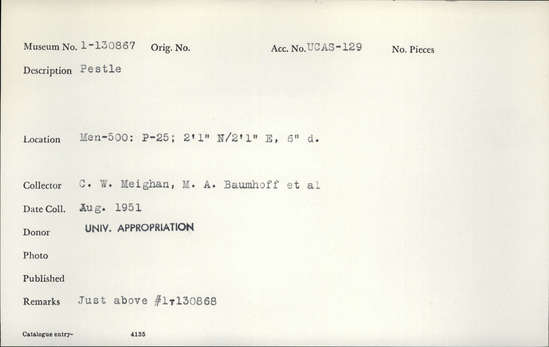 Museum No. 1-130867 Orig. No. Acc. No. UCAS-129 No. Pieces
Description Pestle
Location Men-500: P-25; 2'1" N/2'1" E, 6" d.
Collector C. W. Meighan, M. A. Baumhoff et al
Date Coll. Aug. 1951
Donor UNIV. APPROPRIATION
Photo
Published
Remarks Just above #1-130868
Catalogue entry- 4135